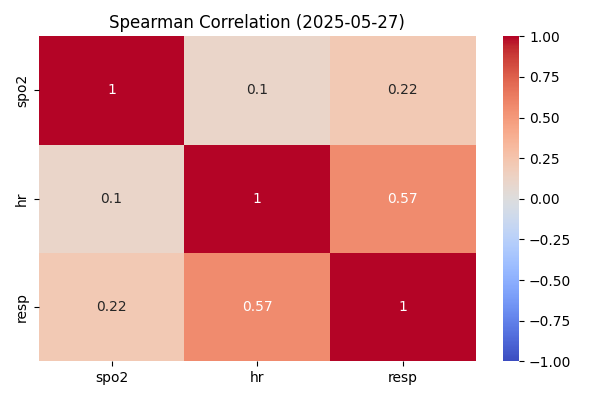 Spearman Correlation (2025-05-27)
spo2 1 0.1 0.22
hr 0.1 1 0.57
resp 0.22 0.57 1
spo2 hr resp
1.00
0.75
0.50
0.25
0.00
−0.25
−0.50
−0.75
−1.00